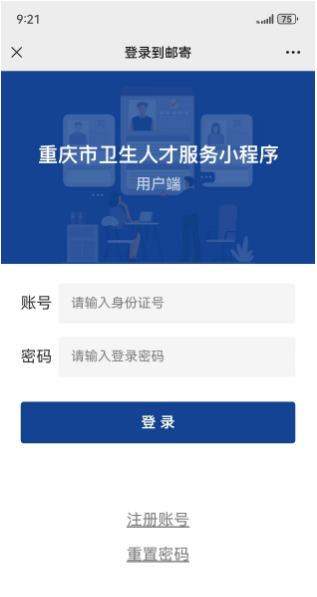 9:21
75
登录到邮寄
重庆市卫生人才服务小程序
用户端
账号 请输入身份证号
密码 请输入登录密码
登录
注册账号
重置密码